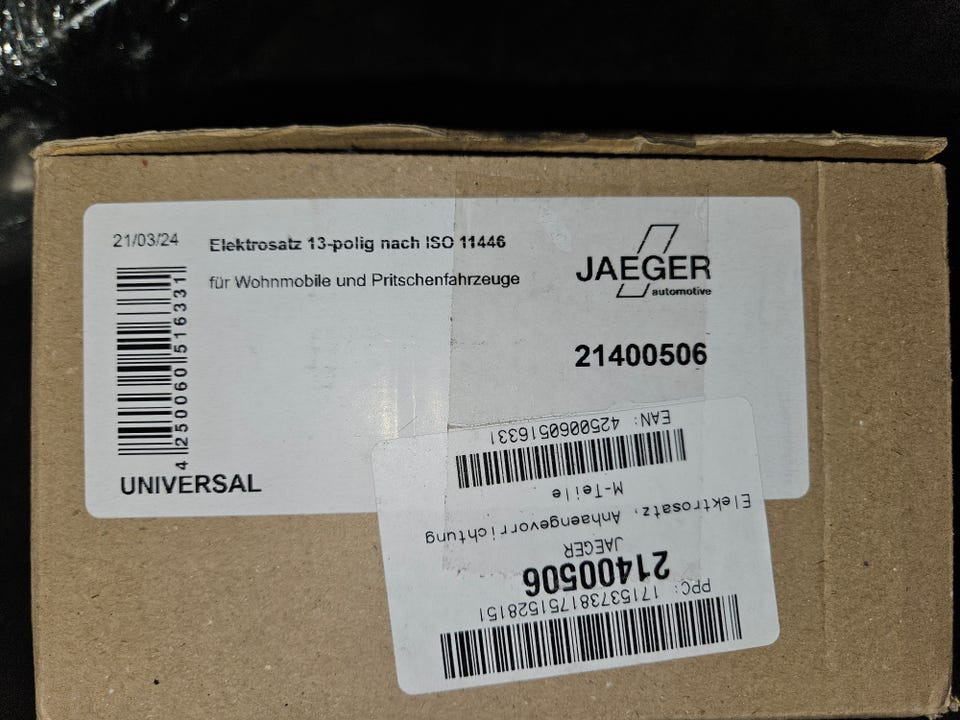 21/03/24
Elektrosatz 13-polig nach ISO 11446
für Wohnmobile und Pritschenfahrzeuge
JAEGER
automotive
21400506
4 250060 516331
UNIVERSAL
PPC: 171537381751528151
21400506
JAEGER
Elektrosatz, Anhaengevorrichtung
M-Teile
EAN: 4250060516331